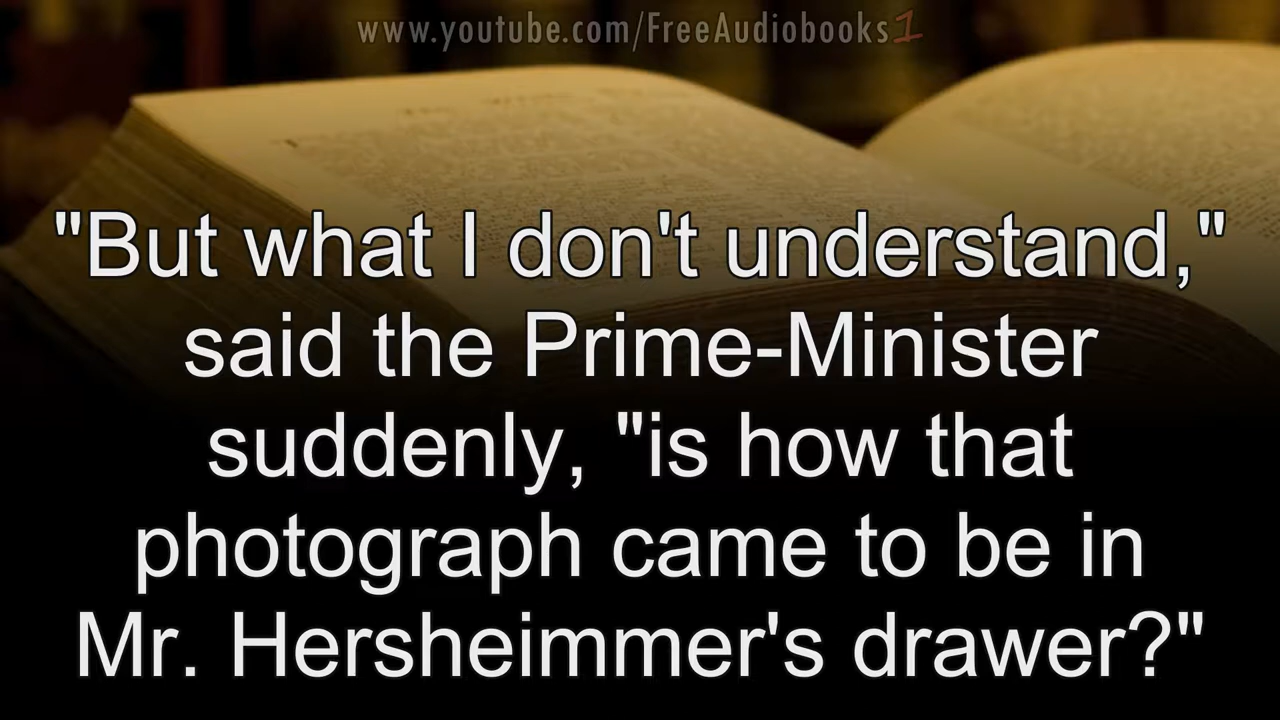 www.youtube.com/FreeAudiobooks1
"But what I don't understand,"
said the Prime-Minister
suddenly, "is how that
photograph came to be in
Mr. Hersheimmer's drawer?"